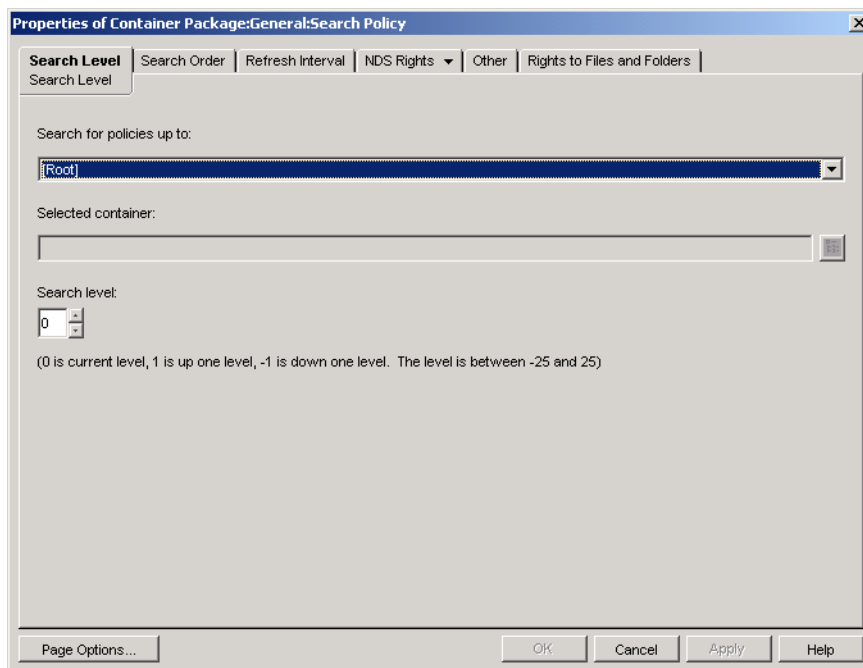 Properties of Container Package:General:Search Policy
Search Level Search Order Refresh Interval NDS Rights Other Rights to Files and Folders
Search Level
Search for policies up to:
[Root]
Selected container:
Search level:
0
(0 is current level, 1 is up one level, -1 is down one level. The level is between -25 and 25)
Page Options... OK Cancel Apply Help